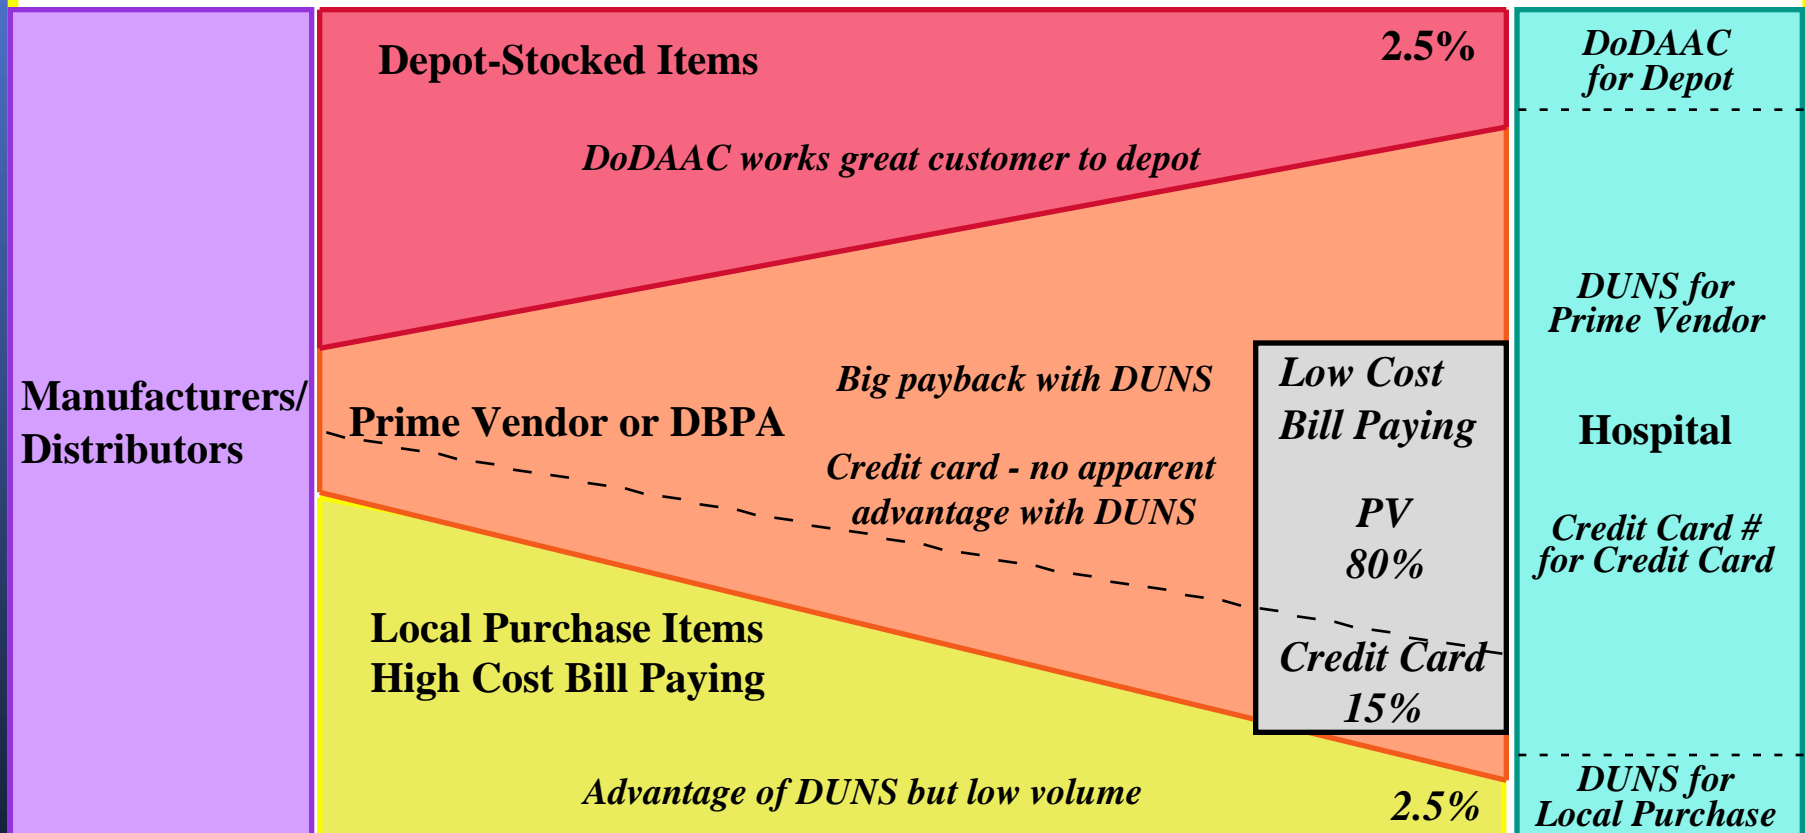 Manufacturers/
Distributors
Depot-Stocked Items
2.5%
DoDAAC works great customer to depot
Big payback with DUNS
Prime Vendor or DBPA
Credit card - no apparent
advantage with DUNS
Low Cost
Bill Paying
PV
80%
Credit Card
15%
Local Purchase Items
High Cost Bill Paying
Advantage of DUNS but low volume
2.5%
DoDAAC
for Depot
DUNS for
Prime Vendor
Hospital
Credit Card #
for Credit Card
DUNS for
Local Purchase